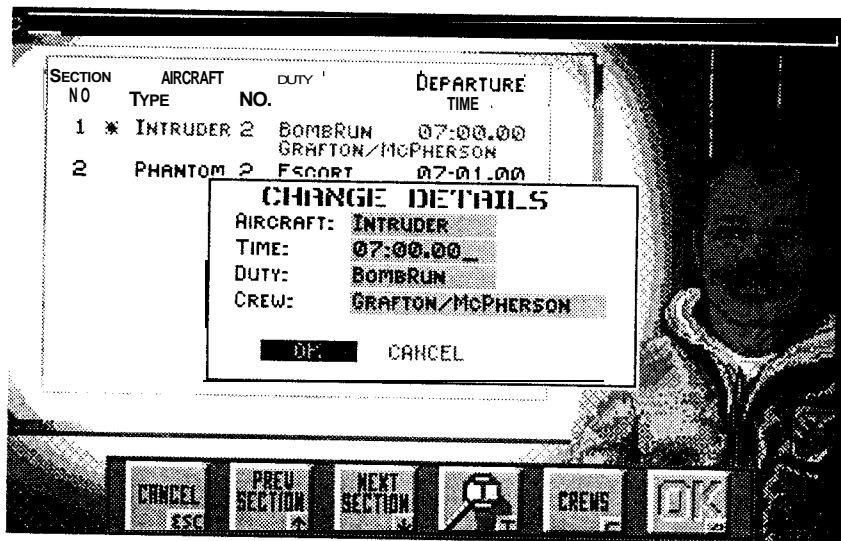 SECTION AIRCRAFT DUTY DEPARTURE
NO TYPE NO. TIME
1 * INTRUDER 2 BOMBRUN 07:00.00
GRAFTON/MCPHERSON
2 PHANTOM 2 ESCORT 07:01.00
CHANGE DETAILS
AIRCRAFT: INTRUDER
TIME: 07:00.00_
DUTY: BOMBRUN
CREW: GRAFTON/MCPHERSON
OK CANCEL
CANCEL ESC
PREV SECTION ↑
NEXT SECTION ↓
T
CREWS C
OK